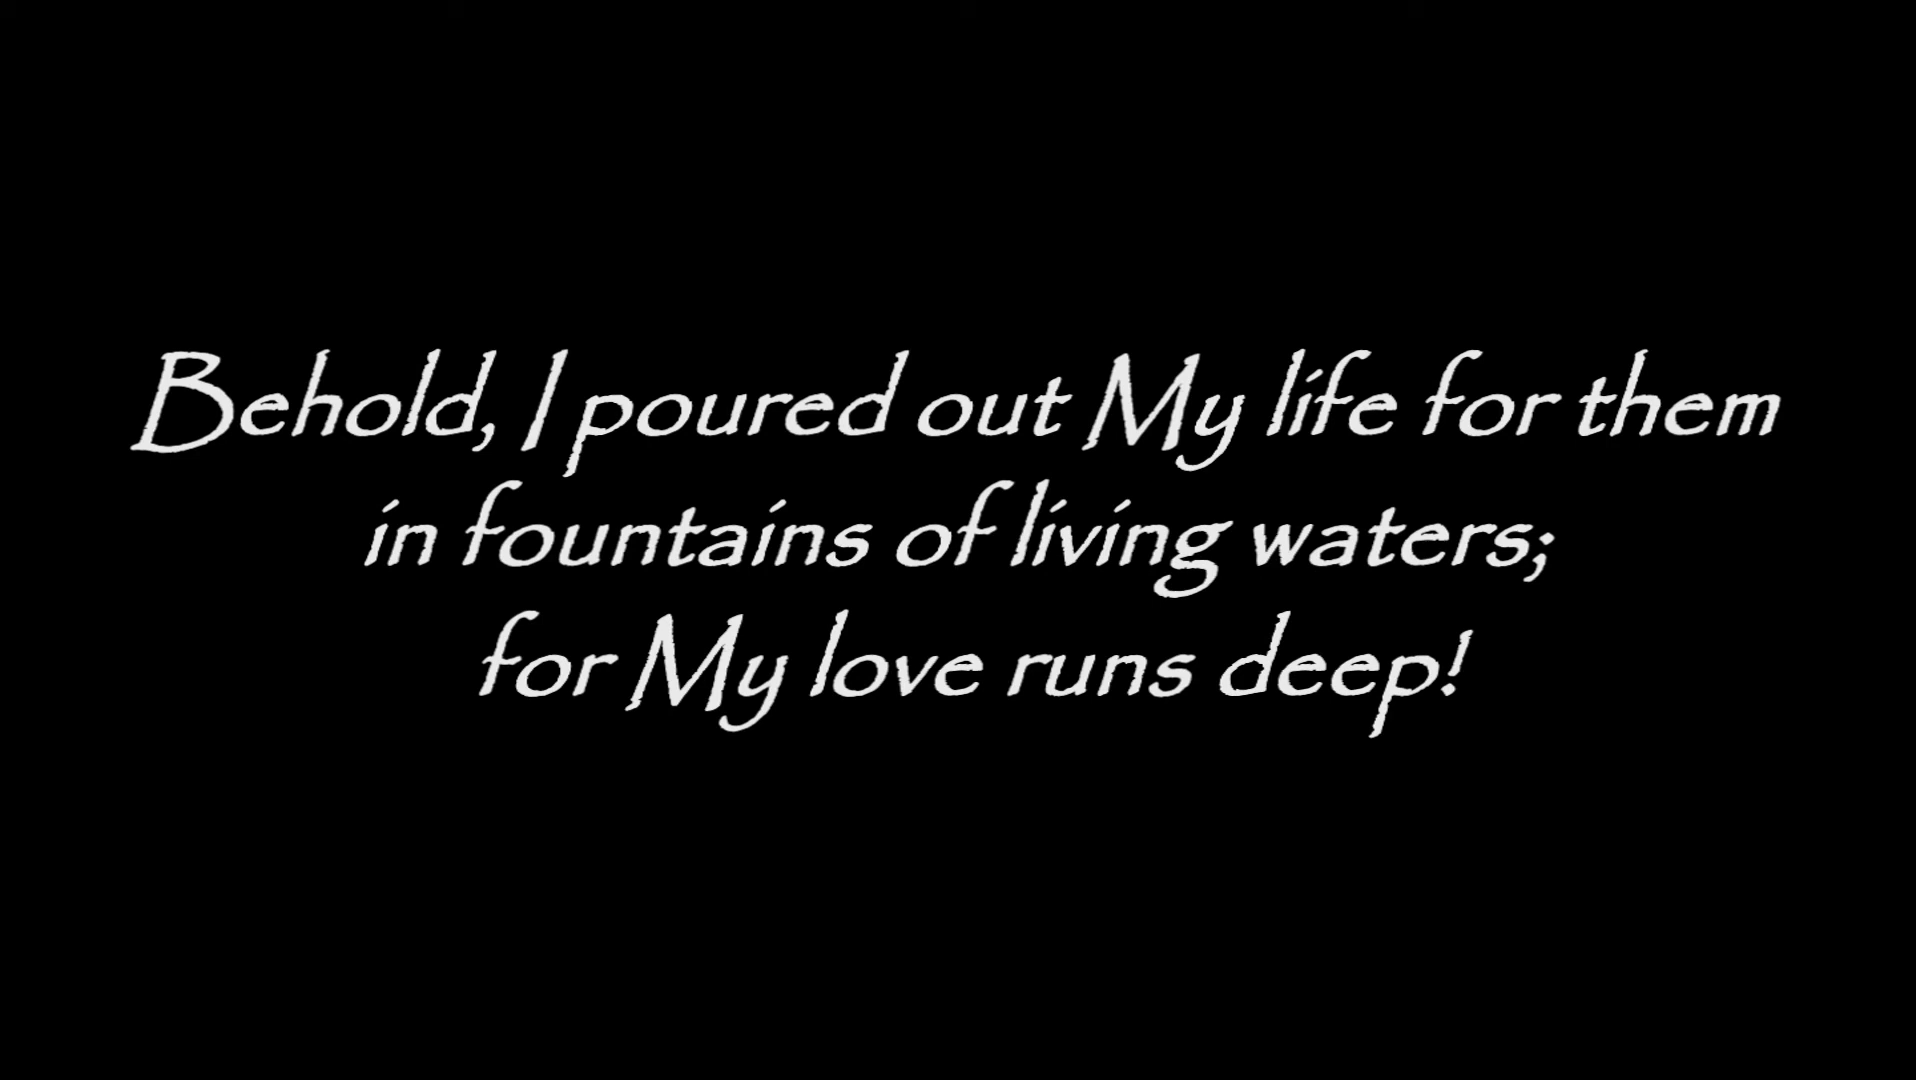 Behold, I poured out My life for them
in fountains of living waters;
for My love runs deep!